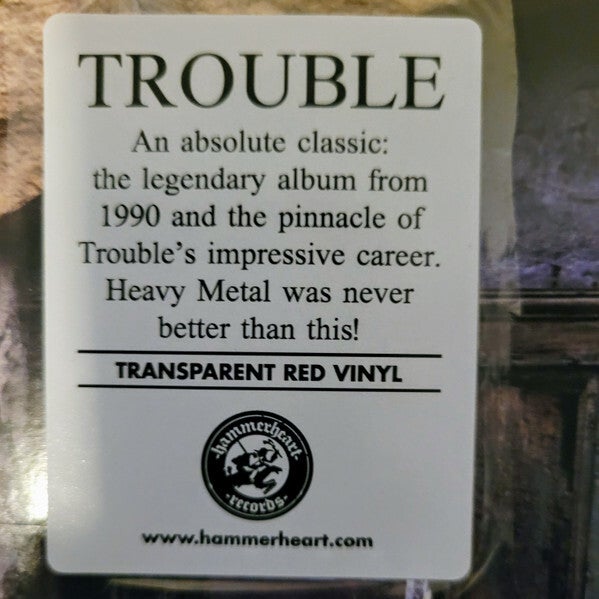 TROUBLE
An absolute classic:
the legendary album from
1990 and the pinnacle of
Trouble's impressive career.
Heavy Metal was never
better than this!
TRANSPARENT RED VINYL
·hammerheart·
·records·
www.hammerheart.com